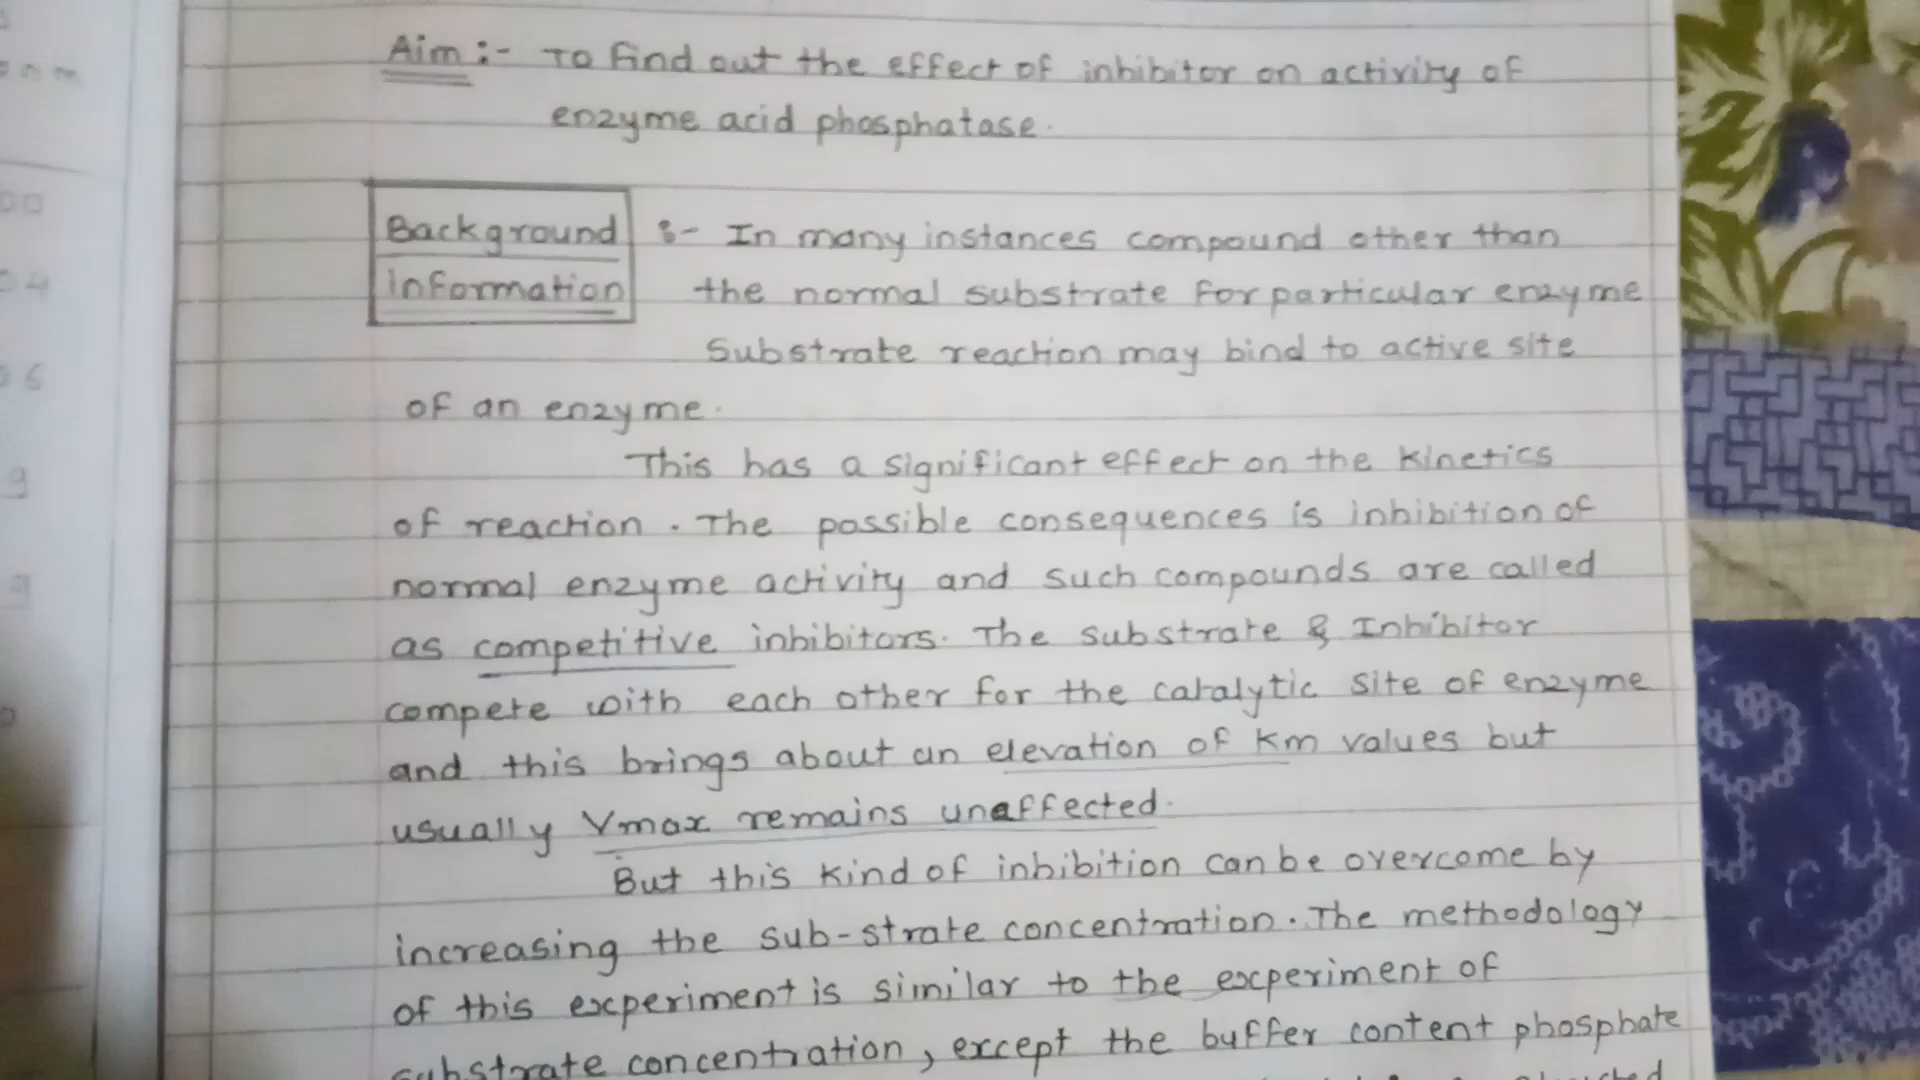 Aim :- To find out the effect of inhibitor on activity of
enzyme acid phosphatase.
Background :- In many instances compound other than
information the normal substrate for particular enzyme
substrate reaction may bind to active site
of an enzyme.
This has a significant effect on the kinetics
of reaction. The possible consequences is inhibition of
normal enzyme activity and such compounds are called
as competitive inhibitors. The substrate & Inhibitor
compete with each other for the catalytic site of enzyme
and this brings about an elevation of Km values but
usually Vmax remains unaffected.
But this kind of inhibition can be overcome by
increasing the sub-strate concentration. The methodology
of this experiment is similar to the experiment of
substrate concentration, except the buffer content phosphate